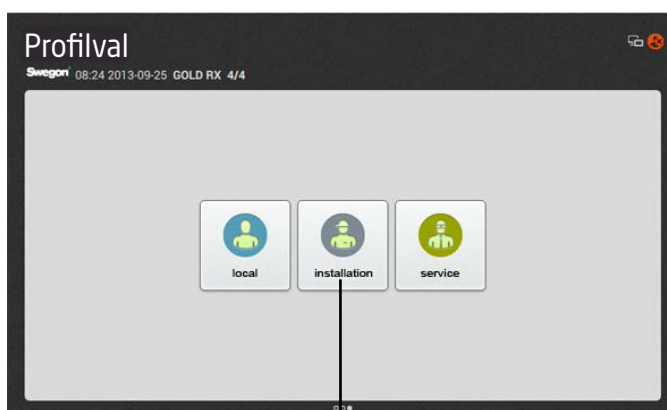 Profilval
Swegon 08:24 2013-09-25 GOLD RX 4/4
local
installation
service